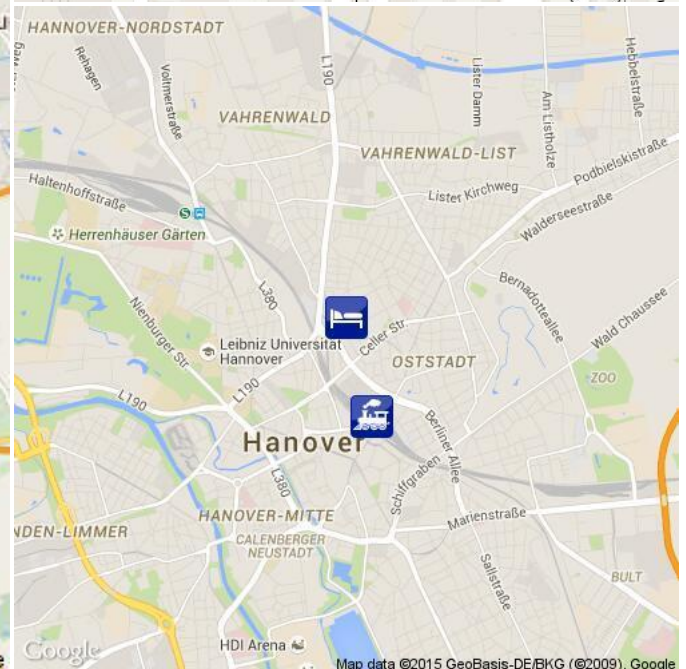 HANNOVER-NORDSTADT
Rehagen
Voltmerstraße
L190
Lister Damm
Am Listholze
Hebbelstraße
VAHRENWALD
VAHRENWALD-LIST
Podbielskistraße
Haltenhoffstraße
Lister Kirchweg
Walderseestraße
S
Herrenhäuser Gärten
L380
Bernadotteallee
Nienburger Str
Leibniz Universität
Hannover
Celler Str.
Wald Chaussee
OSTSTADT
ZOO
L190
L190
Hanover
Berliner Allee
L380
Schiffgraben
HANOVER-MITTE
Marienstraße
NDEN-LIMMER
CALENBERGER
NEUSTADT
Sallstraße
BULT
HDI Arena
Google
Map data ©2015 GeoBasis-DE/BKG (©2009), Google